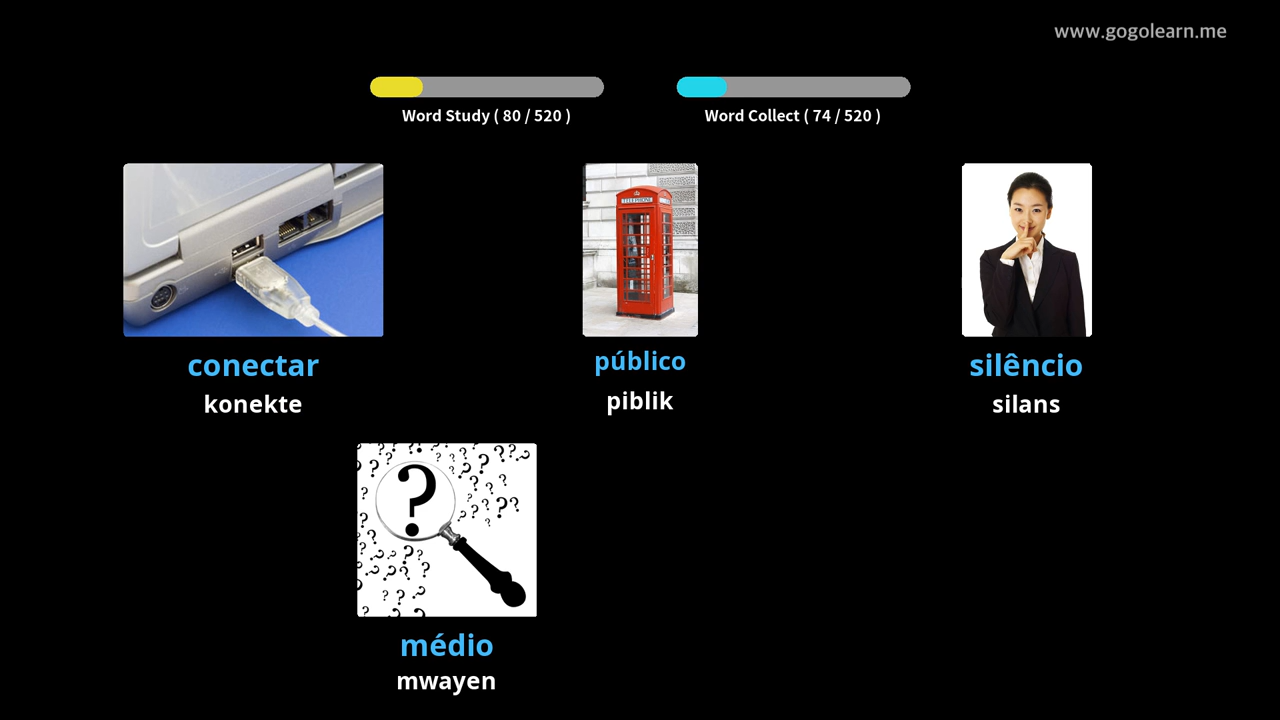 www.gogolearn.me
Word Study ( 80 / 520 )
Word Collect ( 74 / 520 )
TELEPHONE
conectar
konekte
público
piblik
silêncio
silans
?
médio
mwayen